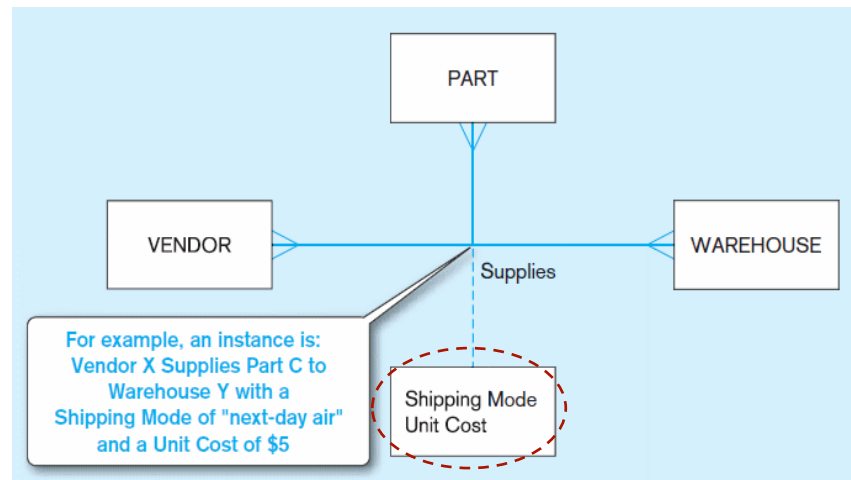 PART
VENDOR
WAREHOUSE
Supplies
For example, an instance is:
Vendor X Supplies Part C to
Warehouse Y with a
Shipping Mode of "next-day air"
and a Unit Cost of $5
Shipping Mode
Unit Cost